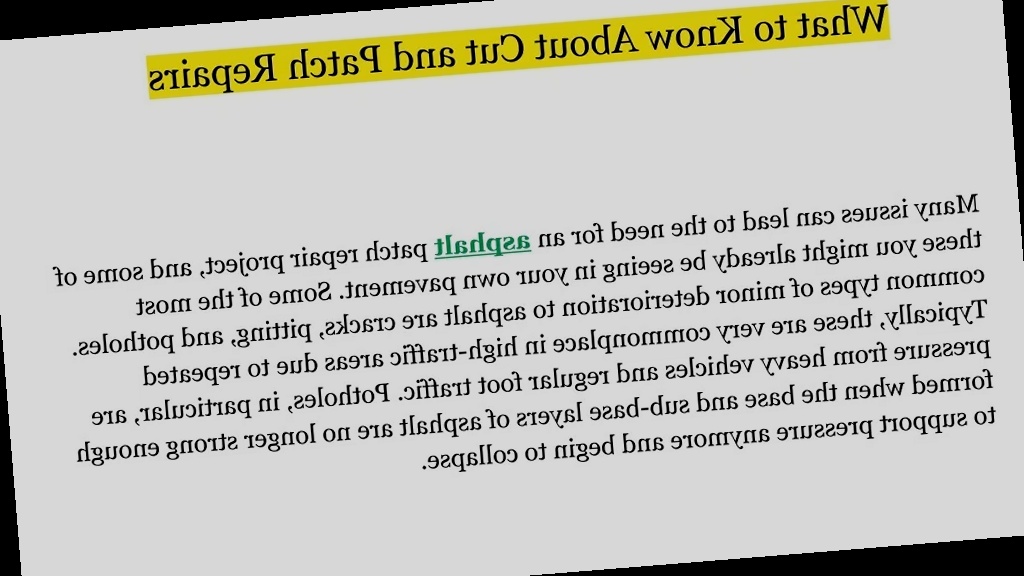 What to Know About Cut and Patch Repairs
Many issues can lead to the need for an asphalt patch repair project, and some of
these you might already be seeing in your own pavement. Some of the most
common types of minor deterioration to asphalt are cracks, pitting, and potholes.
Typically, these are very commonplace in high-traffic areas due to repeated
pressure from heavy vehicles and regular foot traffic. Potholes, in particular, are
formed when the base and sub-base layers of asphalt are no longer strong enough
to support pressure anymore and begin to collapse.